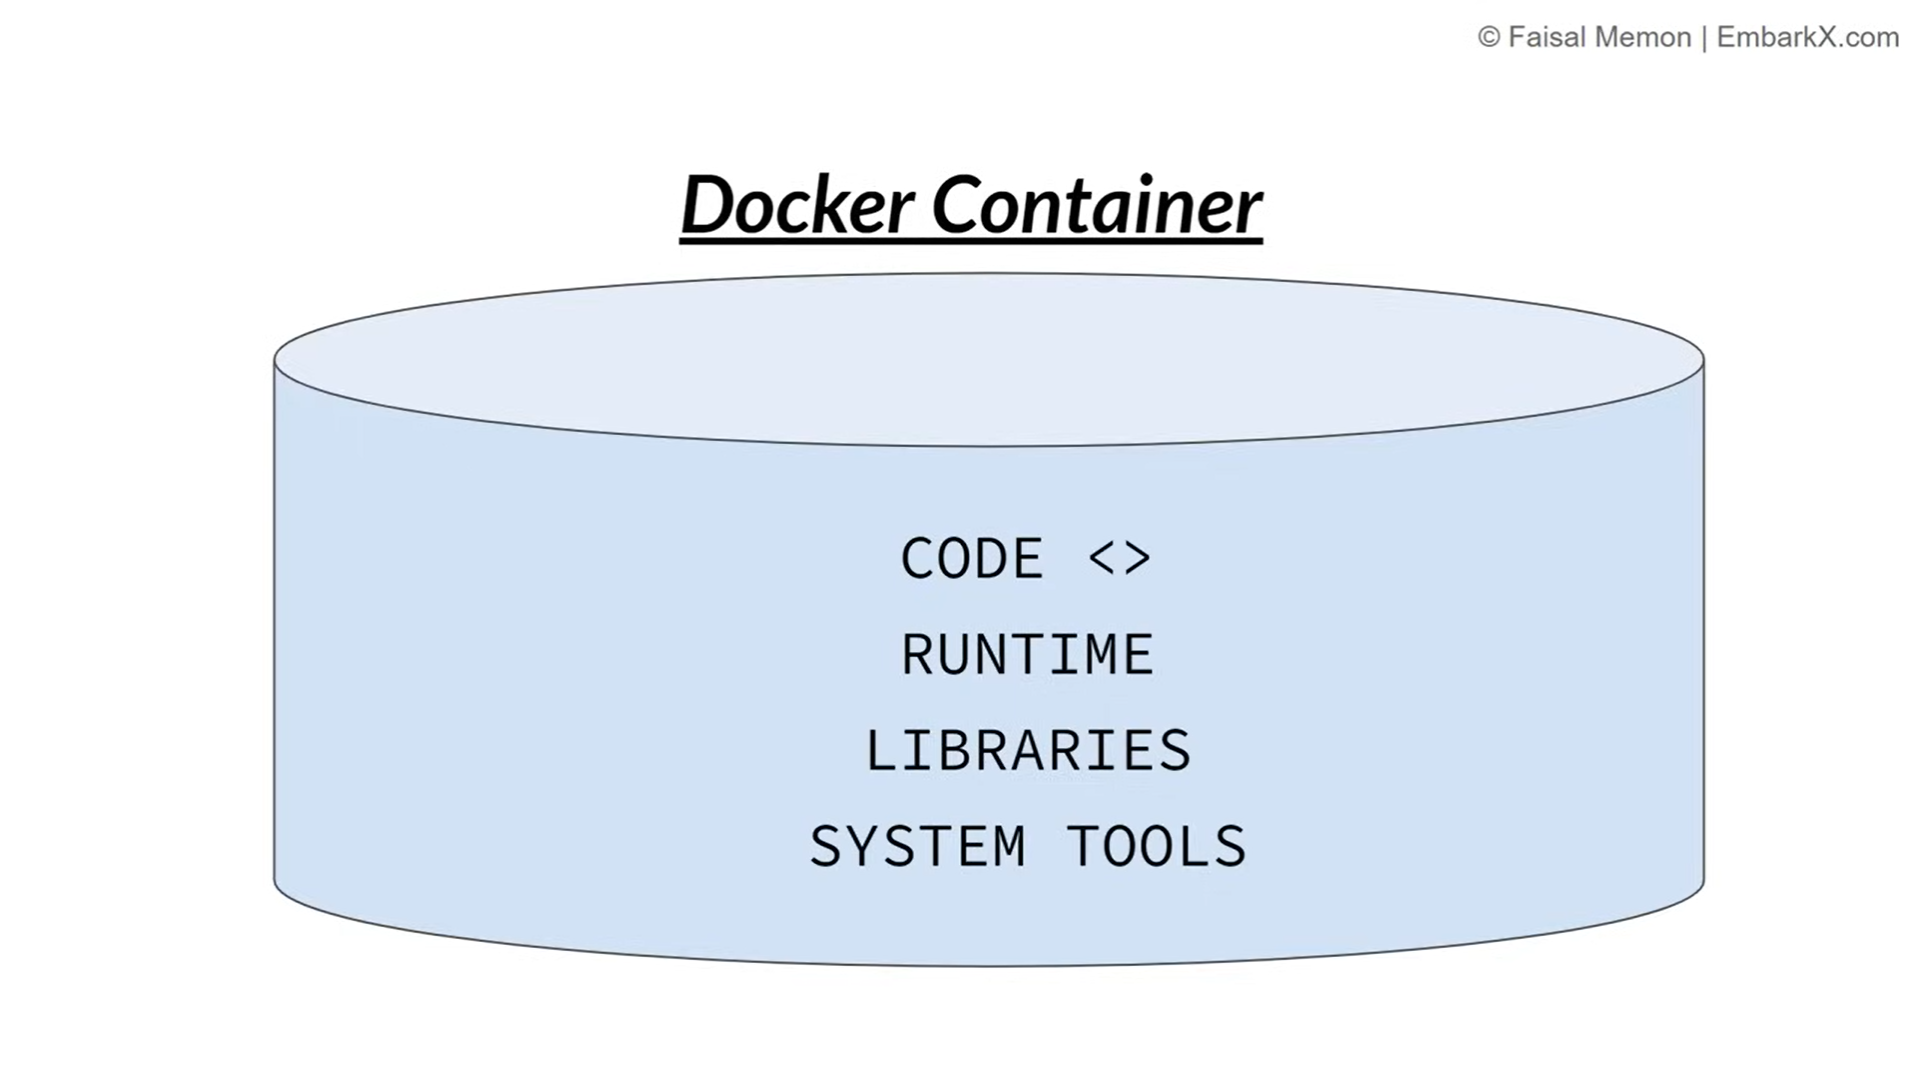 © Faisal Memon | EmbarkX.com
Docker Container
CODE <>
RUNTIME
LIBRARIES
SYSTEM TOOLS